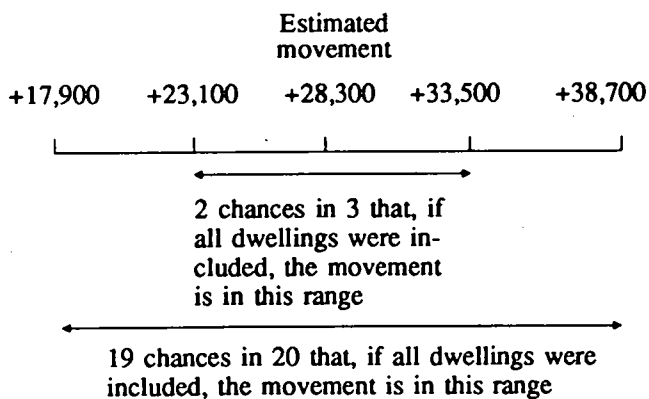 Estimated
movement
+17,900 +23,100 +28,300 +33,500 +38,700
2 chances in 3 that, if
all dwellings were in-
cluded, the movement
is in this range
19 chances in 20 that, if all dwellings were
included, the movement is in this range